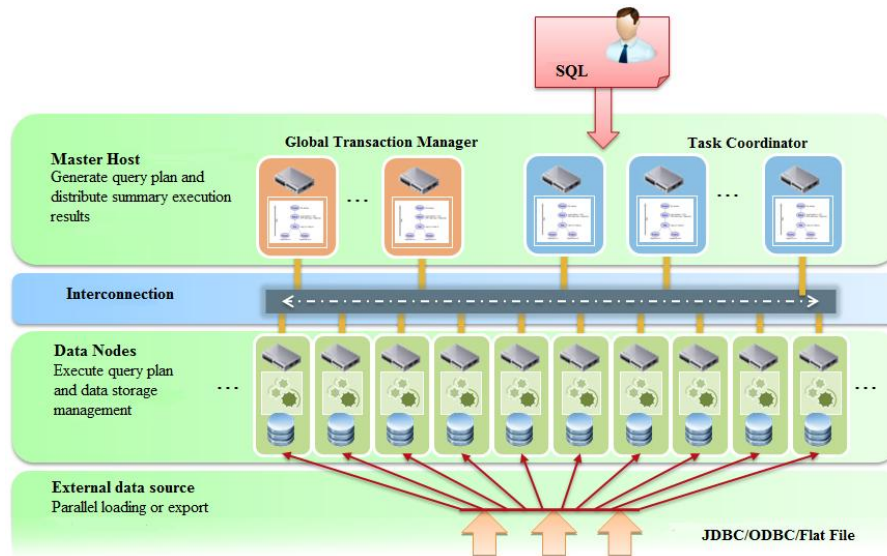 SQL
Global Transaction Manager
Task Coordinator
Master Host
Generate query plan and
distribute summary execution
results
...
...
Interconnection
Data Nodes
Execute query plan
and data storage
management
...
...
External data source
Parallel loading or export
JDBC/ODBC/Flat File